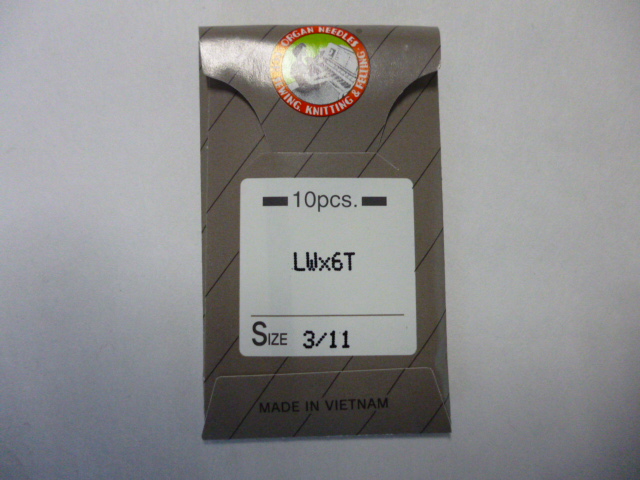 ORGAN NEEDLES
SEWING, KNITTING & FELTING
10pcs.
LWx6T
SIZE 3/11
MADE IN VIETNAM